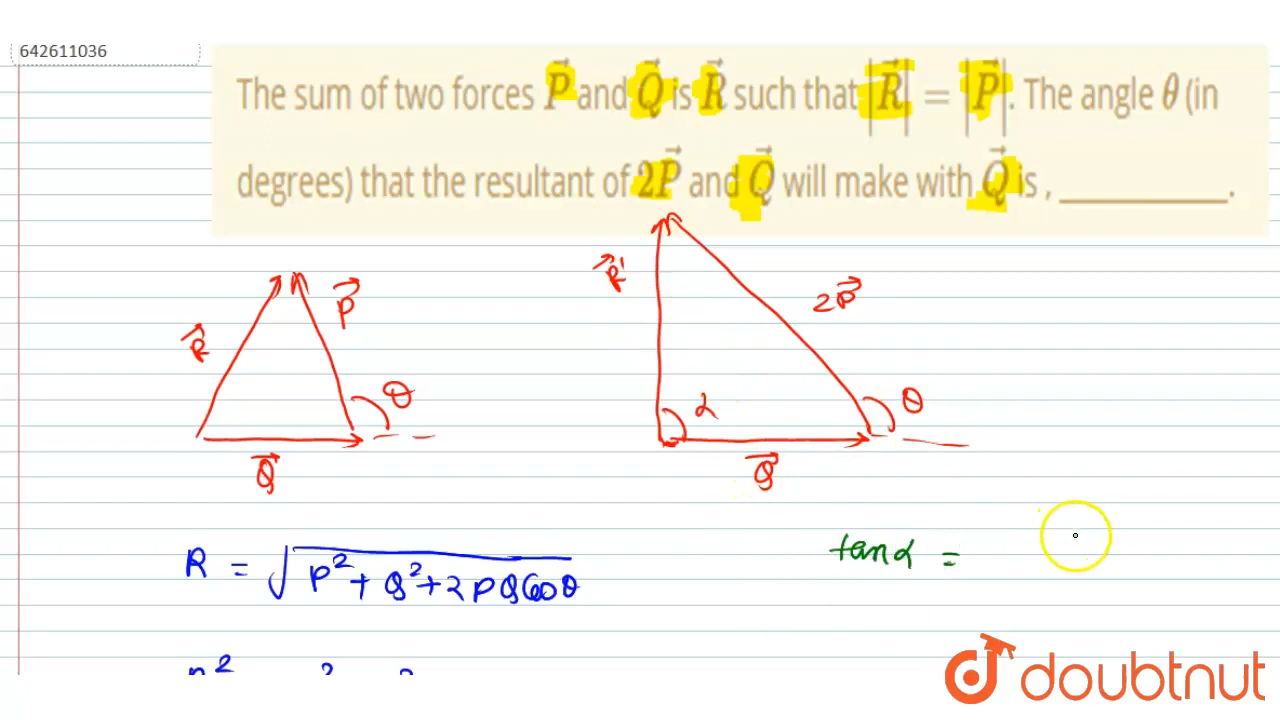 642611036
The sum of two forces P⃗ and Q⃗ is R⃗ such that |R⃗| = |P⃗|. The angle θ (in
degrees) that the resultant of 2P⃗ and Q⃗ will make with Q⃗ is , ____________.
R⃗
P⃗
θ
Q⃗
R⃗'
2P⃗
α
θ
Q⃗
R = √(P² + Q² + 2PQ cos θ)
tan α =
doubtnut